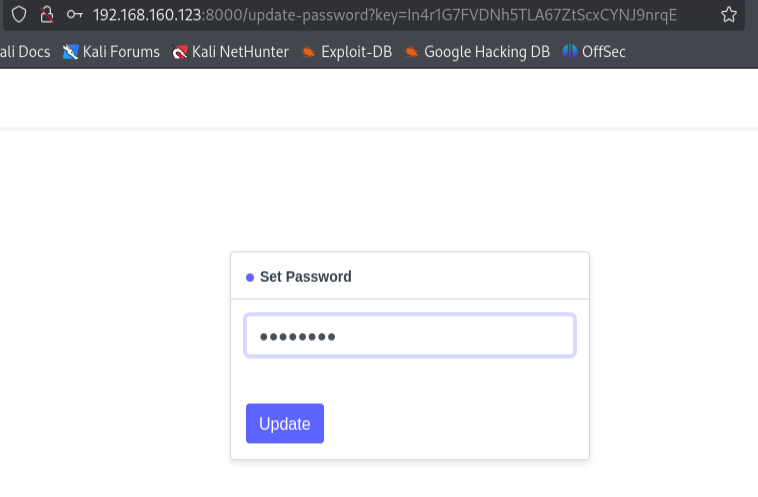 192.168.160.123:8000/update-password?key=In4r1G7FVDNh5TLA67ZtScxCYNJ9nrqE
ali Docs Kali Forums Kali NetHunter Exploit-DB Google Hacking DB OffSec
Set Password
••••••••
Update